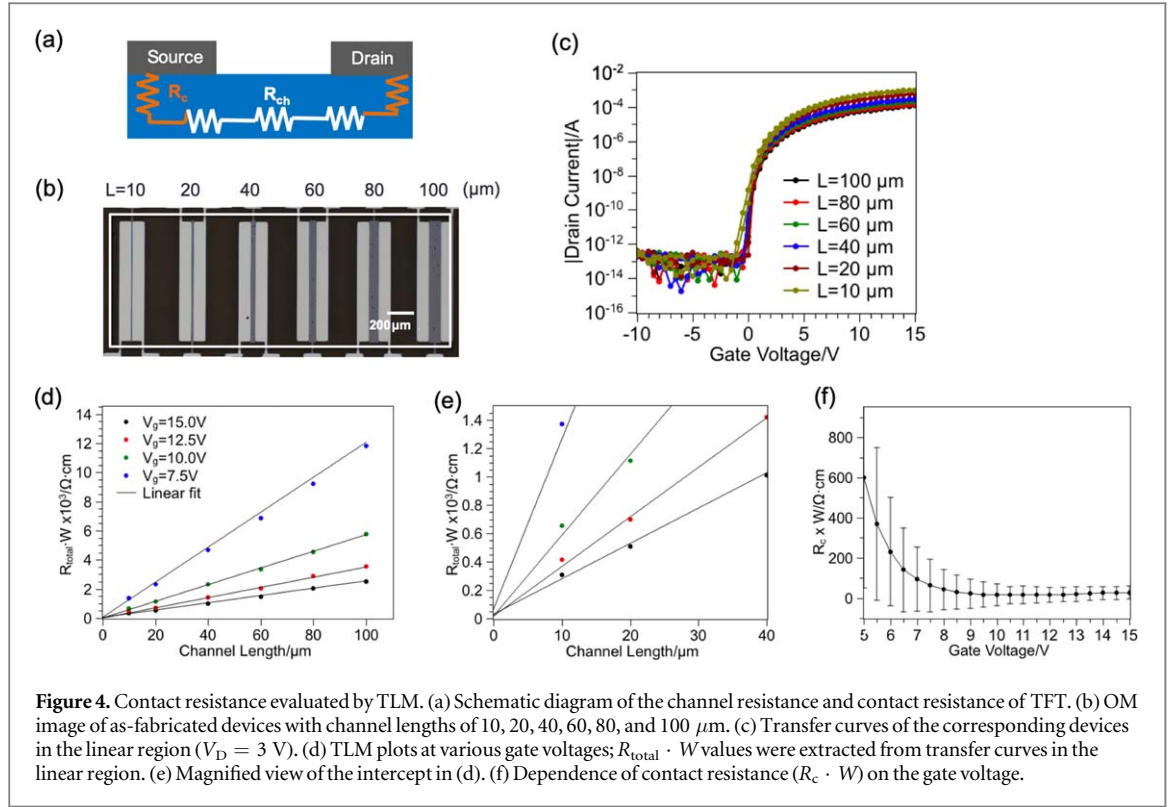 (a)
Source
Drain
Rc
Rch
(b)
L=10 20 40 60 80 100 (μm)
200μm
(c)
|Drain Current|/A
10-2
10-4
10-6
10-8
10-10
10-12
10-14
10-16
L=100 μm
L=80 μm
L=60 μm
L=40 μm
L=20 μm
L=10 μm
-10 -5 0 5 10 15
Gate Voltage/V
(d)
Rtotal·W x10³/Ω·cm
14
12
10
8
6
4
2
0
Vg=15.0V
Vg=12.5V
Vg=10.0V
Vg=7.5V
Linear fit
0 20 40 60 80 100
Channel Length/μm
(e)
Rtotal·W x10³/Ω·cm
1.4
1.2
1.0
0.8
0.6
0.4
0.2
0
0 10 20 30 40
Channel Length/μm
(f)
Rc x W/Ω·cm
800
600
400
200
0
5 6 7 8 9 10 11 12 13 14 15
Gate Voltage/V
Figure 4. Contact resistance evaluated by TLM. (a) Schematic diagram of the channel resistance and contact resistance of TFT. (b) OM
image of as-fabricated devices with channel lengths of 10, 20, 40, 60, 80, and 100 μm. (c) Transfer curves of the corresponding devices
in the linear region (VD = 3 V). (d) TLM plots at various gate voltages; Rtotal · W values were extracted from transfer curves in the
linear region. (e) Magnified view of the intercept in (d). (f) Dependence of contact resistance (Rc · W) on the gate voltage.